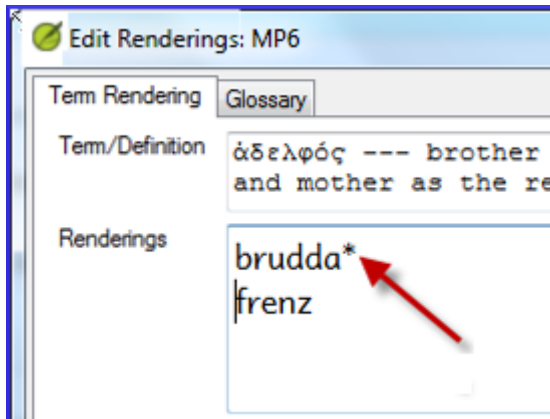 Edit Renderings: MP6
Term Rendering
Glossary
Term/Definition
ἀδελφός --- brother
and mother as the re
Renderings
brudda*
frenz